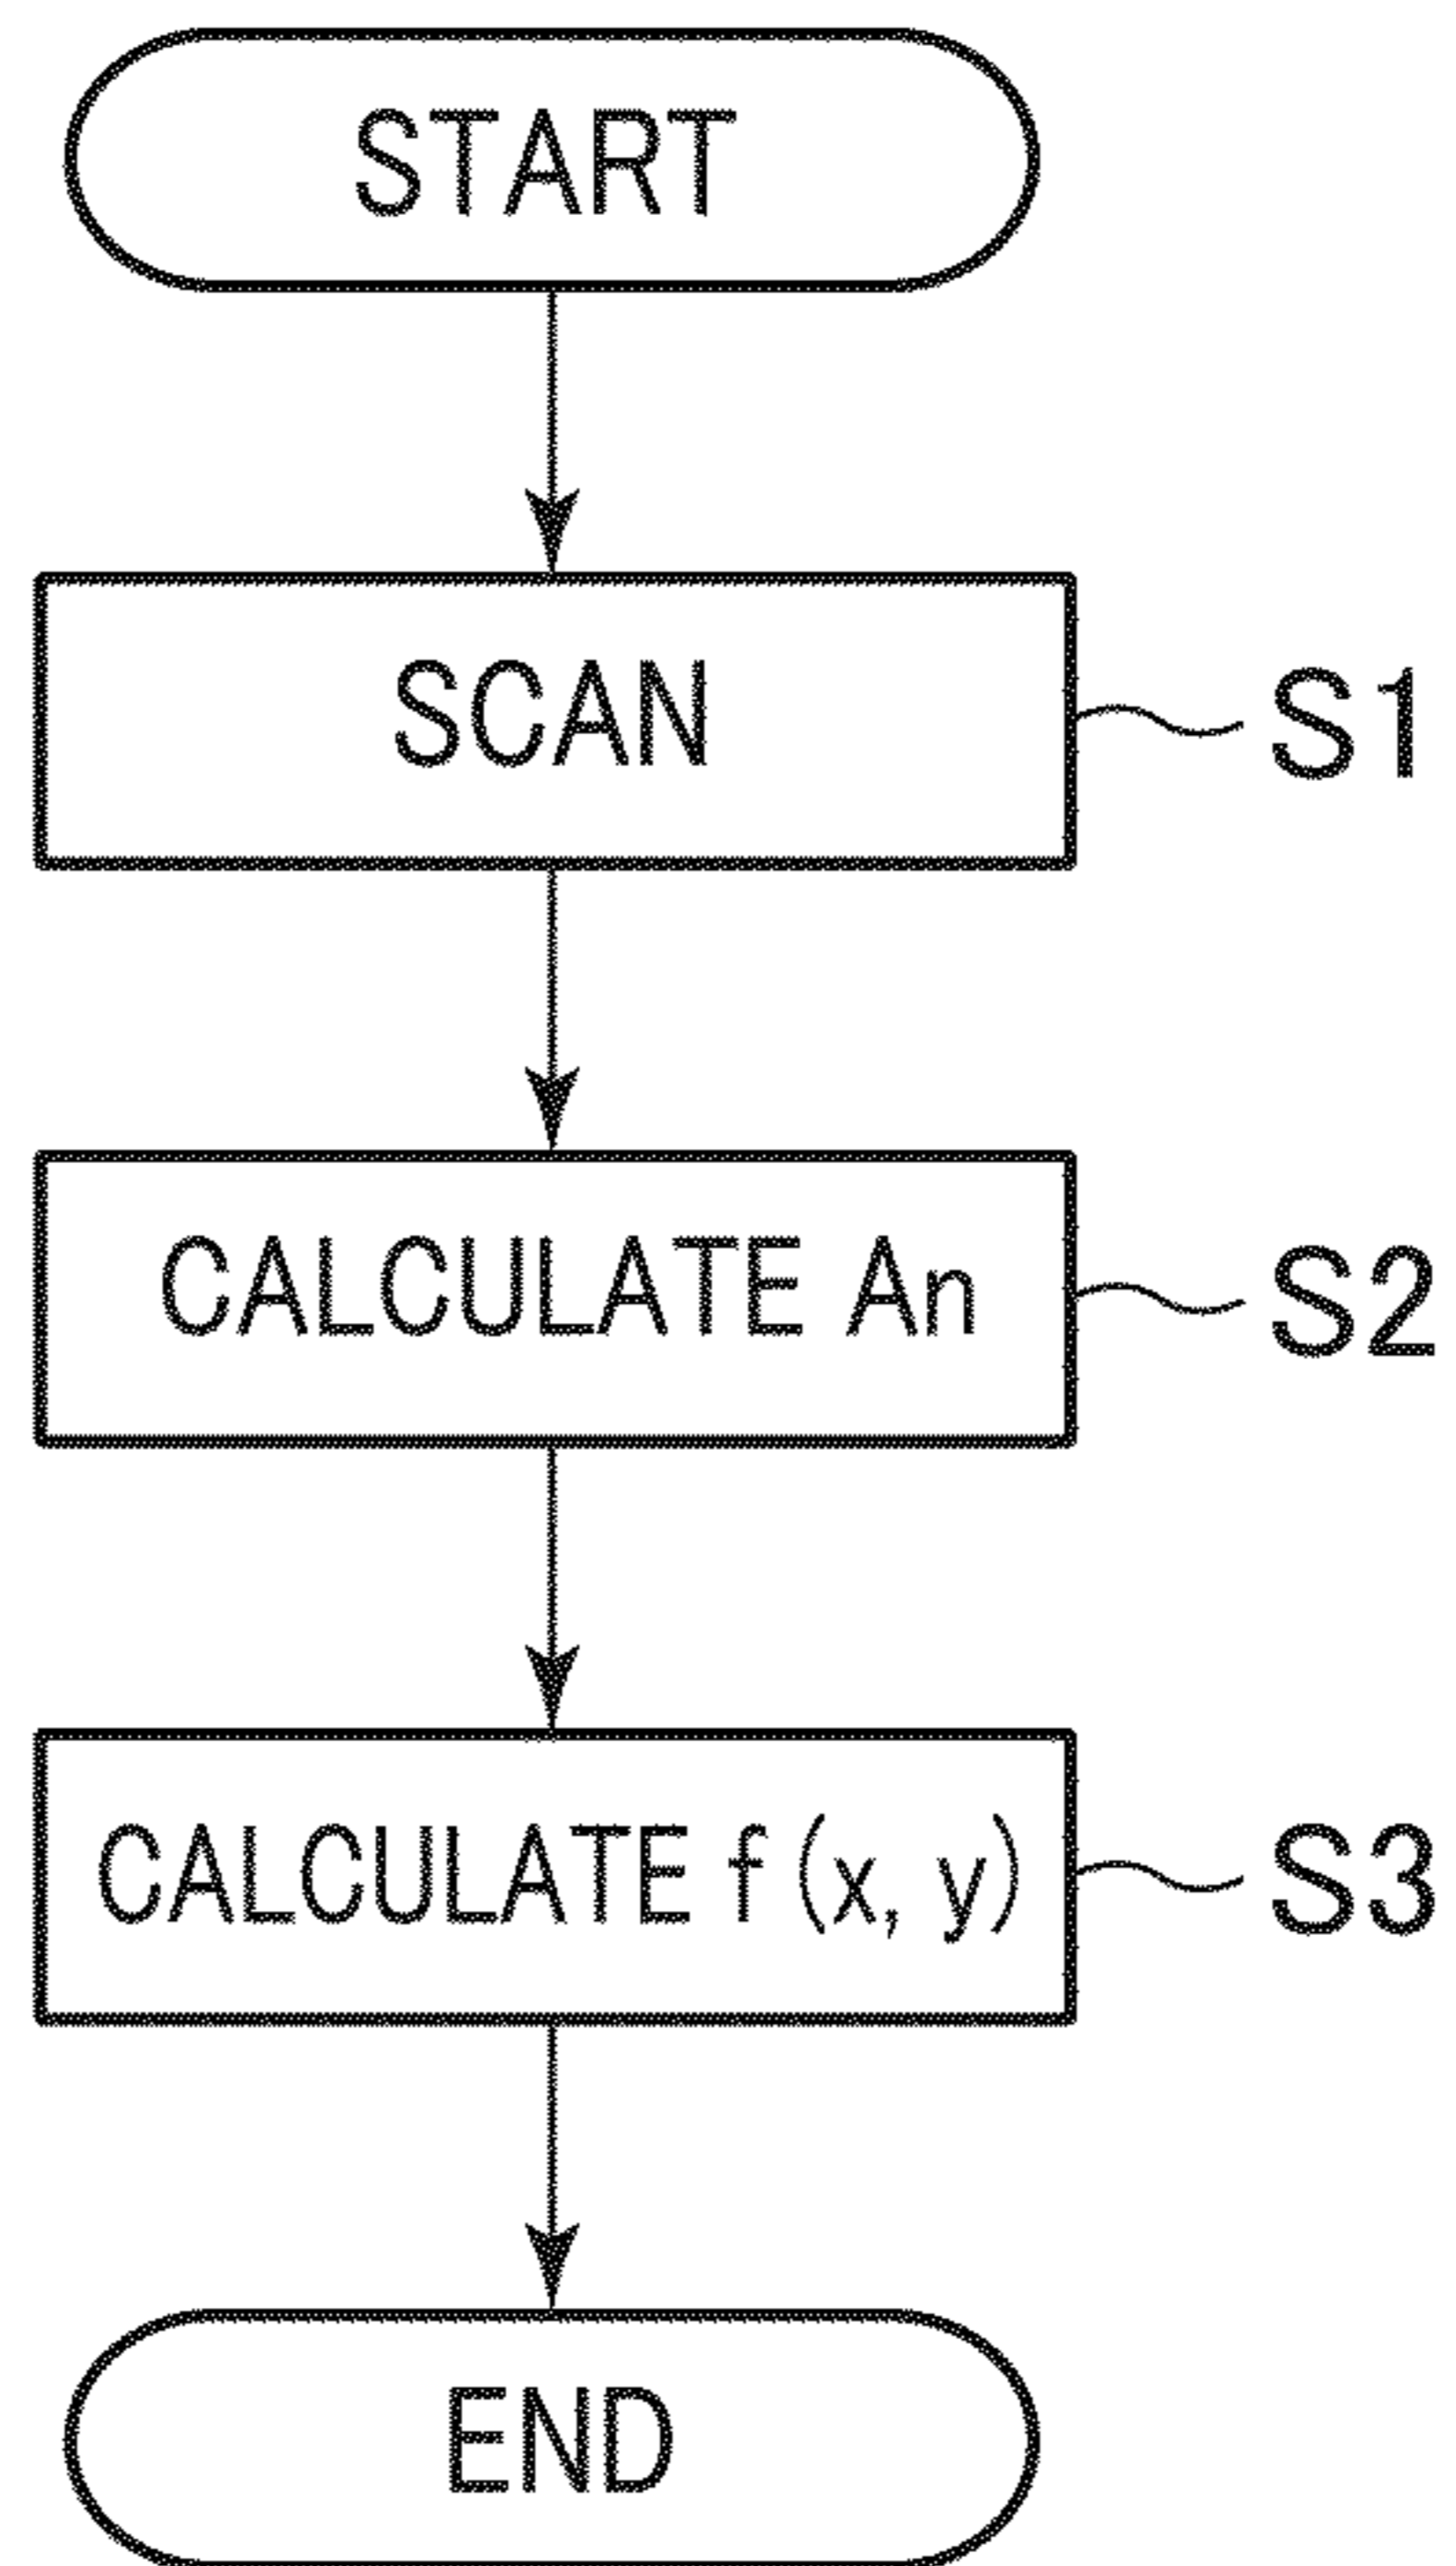 START
SCAN
S1
CALCULATE An
S2
CALCULATE f(x, y)
S3
END